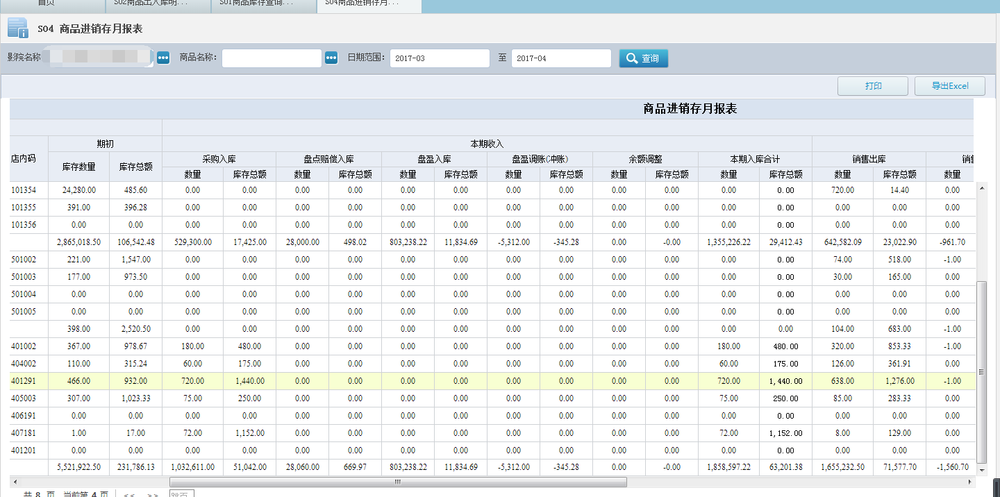 首页 S02商品出入库明... S01商品库存查询... S04商品进销存月...
S04 商品进销存月报表
影院名称 商品名称: 日期范围: 2017-03 至 2017-04 查询
打印 导出Excel
商品进销存月报表
期初 本期收入
店内码 库存数量 库存总额 采购入库 盘点赔偿入库 盘盈入库 盘盈调账(冲账) 余额调整 本期入库合计 销售出库
数量 库存总额 数量 库存总额 数量 库存总额 数量 库存总额 数量 库存总额 数量 库存总额 数量 库存总额 数量
101354 24,280.00 485.60 0.00 0.00 0.00 0.00 0.00 0.00 0.00 0.00 0.00 0.00 0.00 0.00 720.00 14.40 0.00
101355 391.00 396.28 0.00 0.00 0.00 0.00 0.00 0.00 0.00 0.00 0.00 0.00 0.00 0.00 0.00 0.00 0.00
101356 0.00 0.00 0.00 0.00 0.00 0.00 0.00 0.00 0.00 0.00 0.00 0.00 0.00 0.00 0.00 0.00 0.00
2,865,018.50 106,542.48 529,300.00 17,425.00 28,000.00 498.02 803,238.22 11,834.69 -5,312.00 -345.28 0.00 -0.00 1,355,226.22 29,412.43 642,582.09 23,022.90 -961.70
501002 221.00 1,547.00 0.00 0.00 0.00 0.00 0.00 0.00 0.00 0.00 0.00 0.00 0.00 0.00 74.00 518.00 -1.00
501003 177.00 973.50 0.00 0.00 0.00 0.00 0.00 0.00 0.00 0.00 0.00 0.00 0.00 0.00 30.00 165.00 0.00
501004 0.00 0.00 0.00 0.00 0.00 0.00 0.00 0.00 0.00 0.00 0.00 0.00 0.00 0.00 0.00 0.00 0.00
501005 0.00 0.00 0.00 0.00 0.00 0.00 0.00 0.00 0.00 0.00 0.00 0.00 0.00 0.00 0.00 0.00 0.00
398.00 2,520.50 0.00 0.00 0.00 0.00 0.00 0.00 0.00 0.00 0.00 0.00 0.00 0.00 104.00 683.00 -1.00
401002 367.00 978.67 180.00 480.00 0.00 0.00 0.00 0.00 0.00 0.00 0.00 0.00 180.00 480.00 320.00 853.33 -1.00
404002 110.00 315.24 60.00 175.00 0.00 0.00 0.00 0.00 0.00 0.00 0.00 0.00 60.00 175.00 126.00 361.91 0.00
401291 466.00 932.00 720.00 1,440.00 0.00 0.00 0.00 0.00 0.00 0.00 0.00 0.00 720.00 1,440.00 638.00 1,276.00 -1.00
405003 307.00 1,023.33 75.00 250.00 0.00 0.00 0.00 0.00 0.00 0.00 0.00 0.00 75.00 250.00 85.00 283.33 0.00
406191 0.00 0.00 0.00 0.00 0.00 0.00 0.00 0.00 0.00 0.00 0.00 0.00 0.00 0.00 0.00 0.00 0.00
407181 1.00 17.00 72.00 1,152.00 0.00 0.00 0.00 0.00 0.00 0.00 0.00 0.00 72.00 1,152.00 8.00 129.00 0.00
401201 0.00 0.00 0.00 0.00 0.00 0.00 0.00 0.00 0.00 0.00 0.00 0.00 0.00 0.00 0.00 0.00 0.00
5,521,922.50 231,786.13 1,032,611.00 51,042.00 28,060.00 669.97 803,238.22 11,834.69 -5,312.00 -345.28 0.00 -0.00 1,858,597.22 63,201.38 1,655,232.50 71,577.70 -1,560.70
共 8 页 当前第 4 页 << >> 跳页